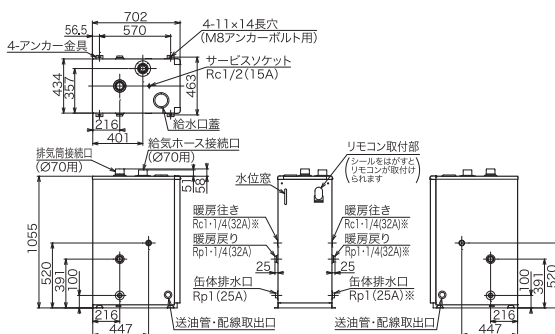 702
570
56.5
4-11×14長穴
(M8アンカーボルト用)
4-アンカー金具
サービスソケット
Rc1/2(15A)
434
357
463
216
401
給水口蓋
給気ホース接続口
(Ø70用)
排気筒接続口
(Ø70用)
51
58
水位窓
リモコン取付部
(シールをはがすと
リモコンが取付け
られます)
暖房往き
Rc1・1/4(32A)※
暖房戻り
Rp1・1/4(32A)
25
缶体排水口
Rp1(25A)
暖房往き
Rc1・1/4(32A)※
暖房戻り
Rp1・1/4(32A)※
25
缶体排水口
Rp1(25A)※
1055
520
391
100
216
447
送油管・配線取出口
送油管・配線取出口
100
391
520
216
447